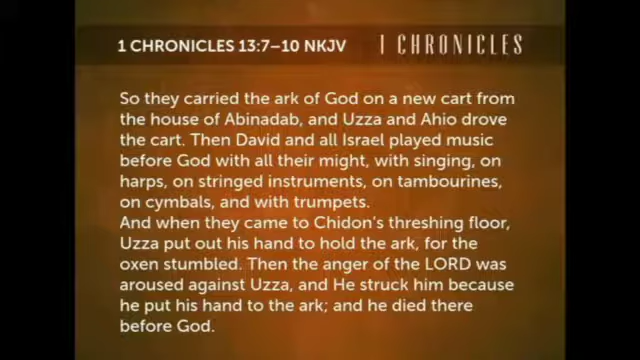 1 CHRONICLES 13:7–10 NKJV 1 CHRONICLES
So they carried the ark of God on a new cart from
the house of Abinadab, and Uzza and Ahio drove
the cart. Then David and all Israel played music
before God with all their might, with singing, on
harps, on stringed instruments, on tambourines,
on cymbals, and with trumpets.
And when they came to Chidon's threshing floor,
Uzza put out his hand to hold the ark, for the
oxen stumbled. Then the anger of the LORD was
aroused against Uzza, and He struck him because
he put his hand to the ark; and he died there
before God.